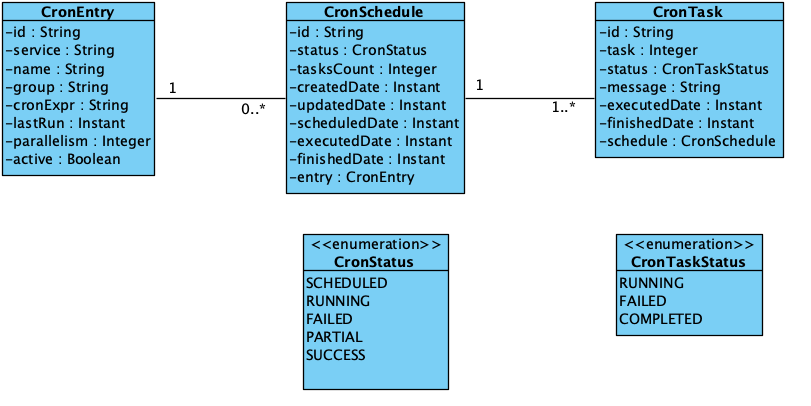 CronEntry
-id : String
-service : String
-name : String
-group : String
-cronExpr : String
-lastRun : Instant
-parallelism : Integer
-active : Boolean
1
0..*
CronSchedule
-id : String
-status : CronStatus
-tasksCount : Integer
-createdDate : Instant
-updatedDate : Instant
-scheduledDate : Instant
-executedDate : Instant
-finishedDate : Instant
-entry : CronEntry
1
1..*
CronTask
-id : String
-task : Integer
-status : CronTaskStatus
-message : String
-executedDate : Instant
-finishedDate : Instant
-schedule : CronSchedule
<<enumeration>>
CronStatus
SCHEDULED
RUNNING
FAILED
PARTIAL
SUCCESS
<<enumeration>>
CronTaskStatus
RUNNING
FAILED
COMPLETED